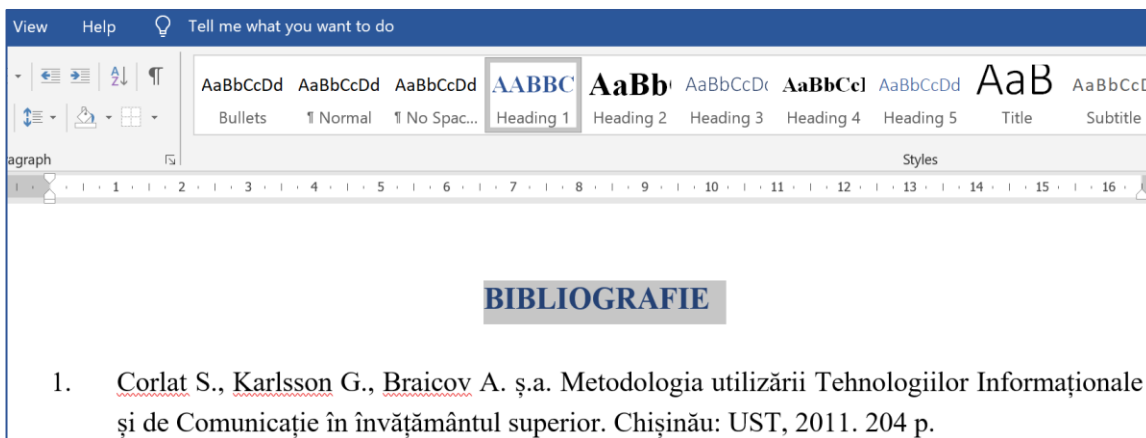 View Help Tell me what you want to do
AaBbCcDd AaBbCcDd AaBbCcDd AABBC AaBb AaBbCcDc AaBbCcl AaBbCcDd AaB AaBbCcD
Bullets ¶ Normal ¶ No Spac... Heading 1 Heading 2 Heading 3 Heading 4 Heading 5 Title Subtitle
agraph Styles
1 2 3 4 5 6 7 8 9 10 11 12 13 14 15 16
BIBLIOGRAFIE
1. Corlat S., Karlsson G., Braicov A. ș.a. Metodologia utilizării Tehnologiilor Informaționale
și de Comunicație în învățământul superior. Chișinău: UST, 2011. 204 p.